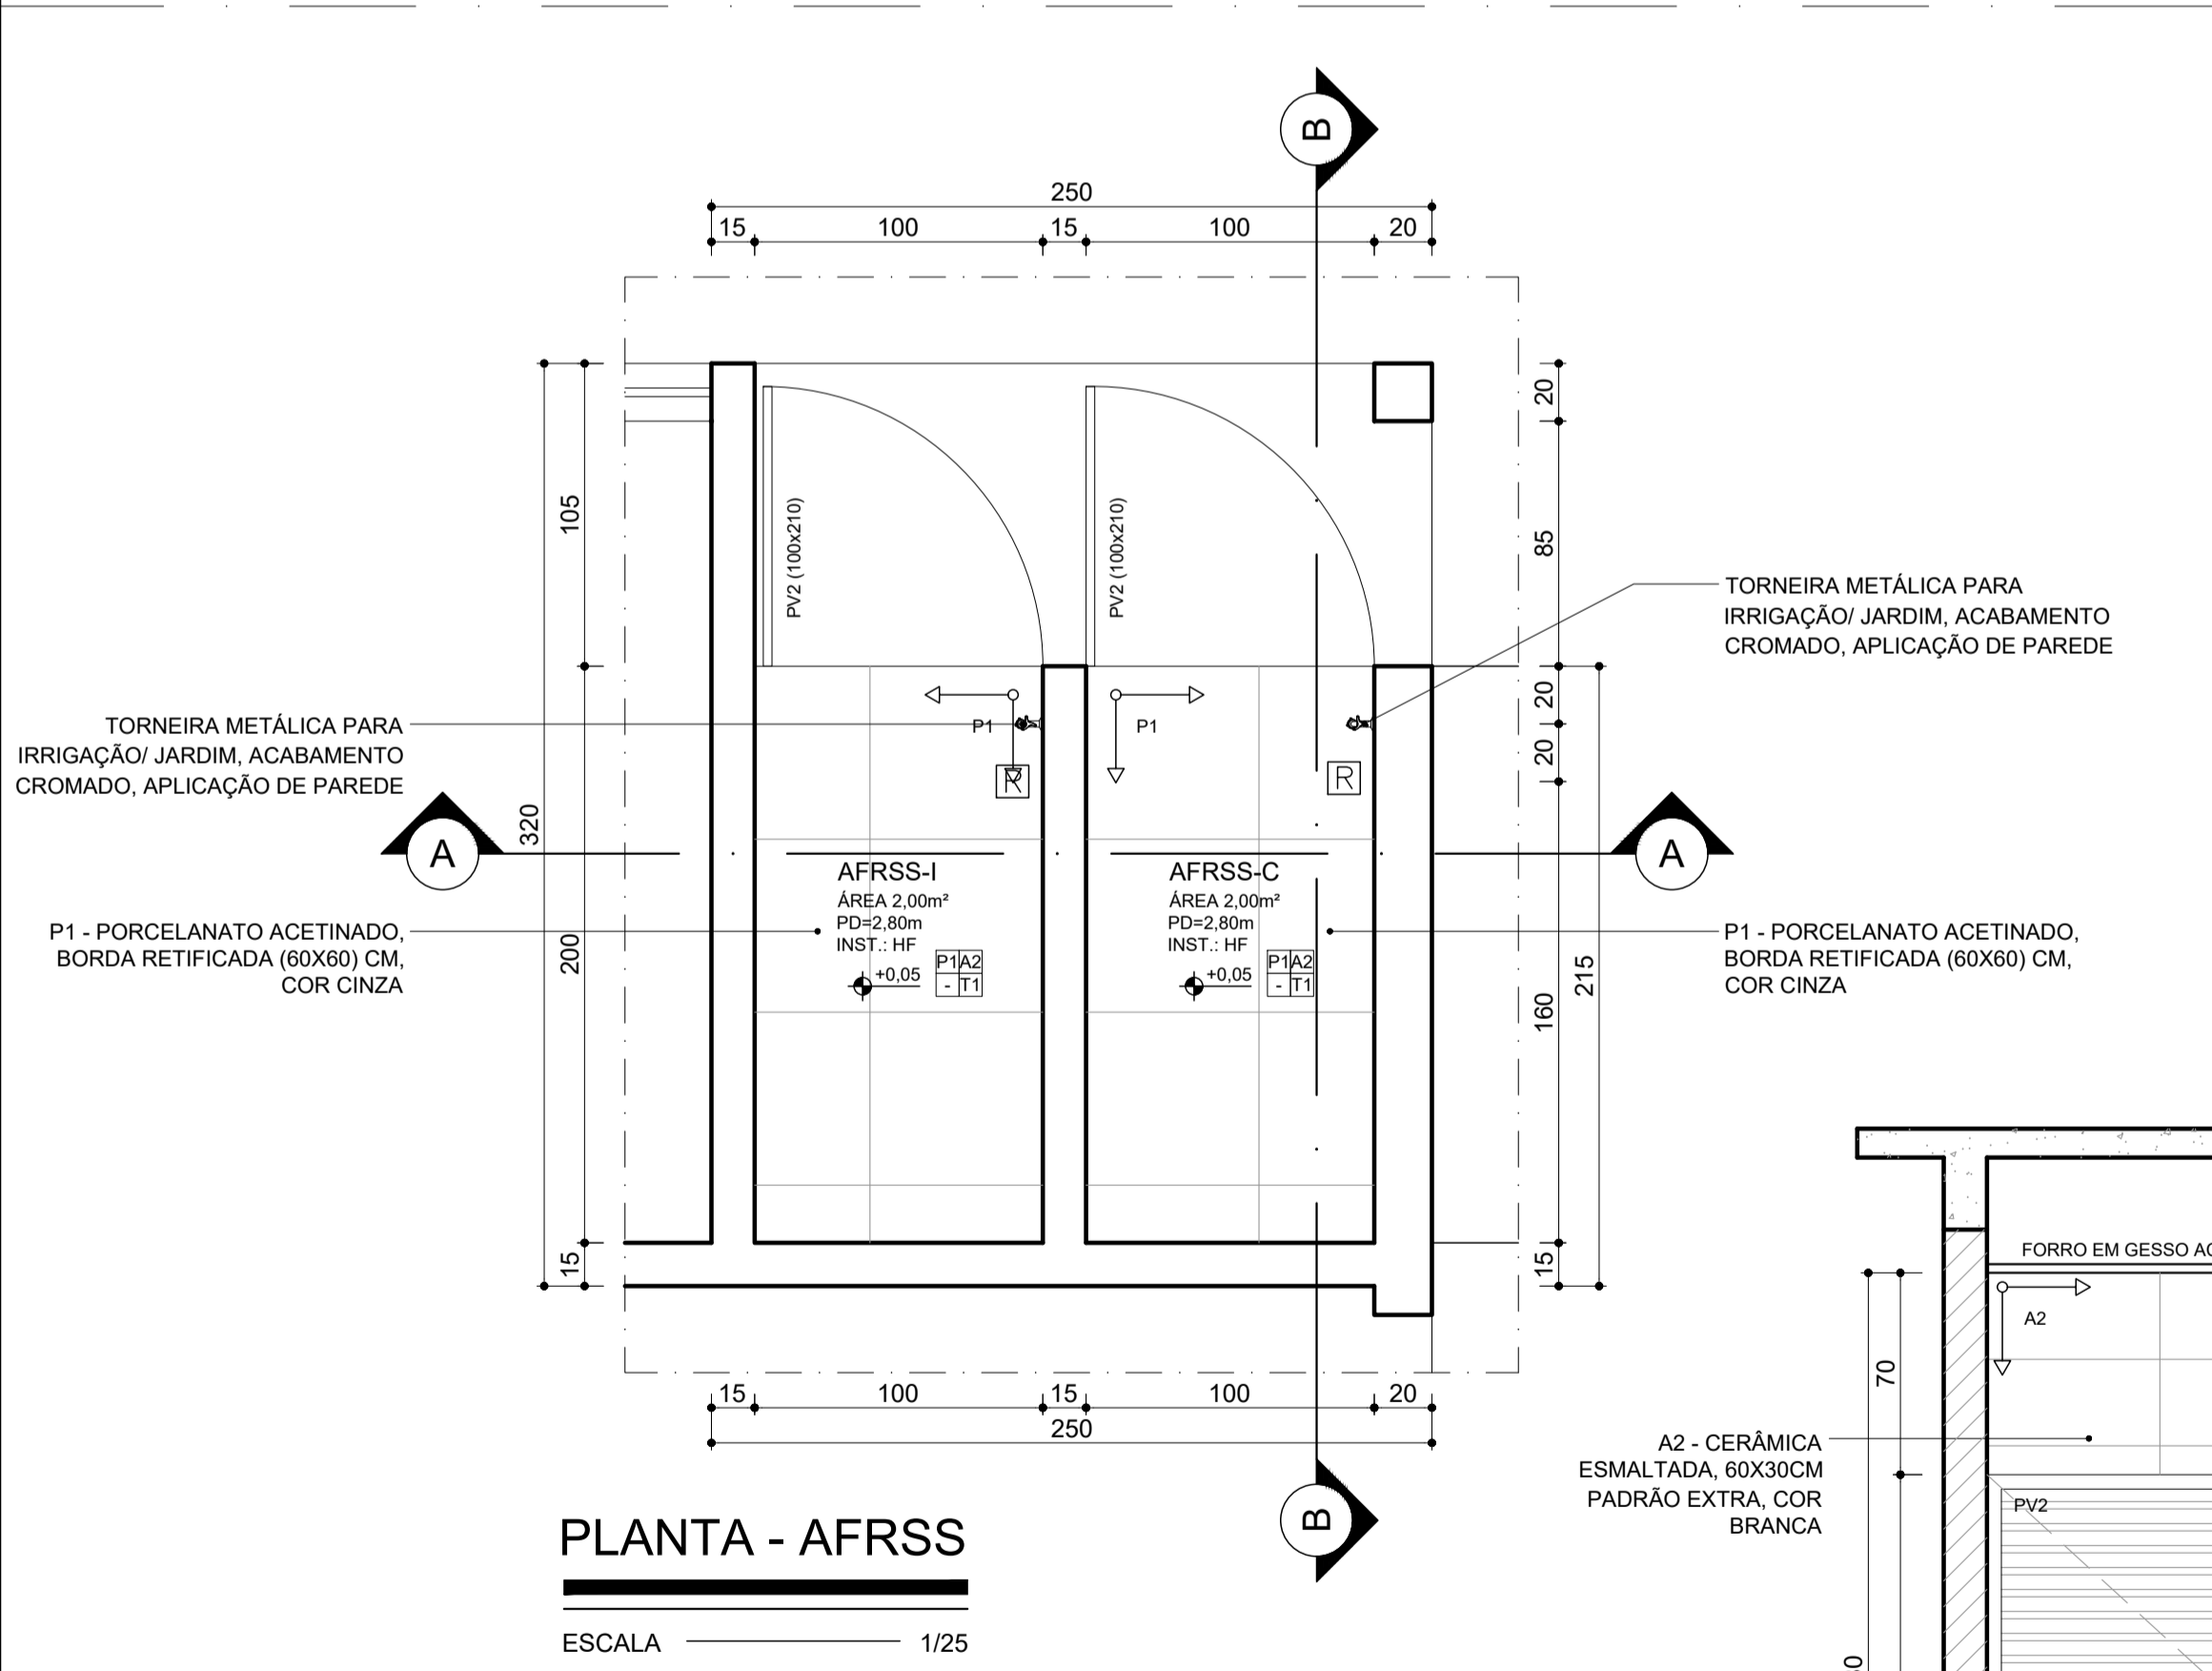 B
250
15 100 15 100 20
20
105
85
PV2 (100x210)
PV2 (100x210)
TORNEIRA METÁLICA PARA
IRRIGAÇÃO/ JARDIM, ACABAMENTO
CROMADO, APLICAÇÃO DE PAREDE
TORNEIRA METÁLICA PARA
IRRIGAÇÃO/ JARDIM, ACABAMENTO
CROMADO, APLICAÇÃO DE PAREDE
P1
P1
R
R
20
20
320
A
A
AFRSS-I
ÁREA 2,00m²
PD=2,80m
INST.: HF
+0,05
P1 A2
- T1
AFRSS-C
ÁREA 2,00m²
PD=2,80m
INST.: HF
+0,05
P1 A2
- T1
P1 - PORCELANATO ACETINADO,
BORDA RETIFICADA (60X60) CM,
COR CINZA
P1 - PORCELANATO ACETINADO,
BORDA RETIFICADA (60X60) CM,
COR CINZA
200
215
160
15
15
15 100 15 100 20
250
B
FORRO EM GESSO
A2
70
A2 - CERÂMICA
ESMALTADA, 60X30CM
PADRÃO EXTRA, COR
BRANCA
PV2
PLANTA - AFRSS
ESCALA 1/25